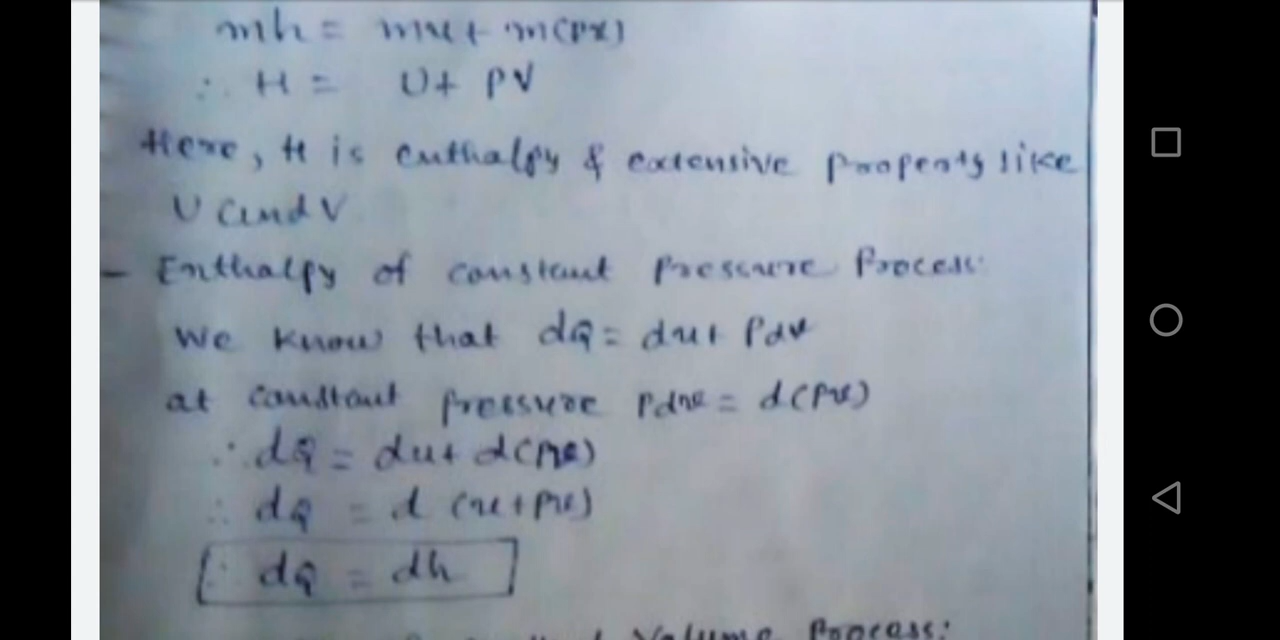 mh = mu + m(pv)
∴ H = U + PV
Here, H is enthalpy & extensive property like
U and V
- Enthalpy of constant pressure process:
We know that dq = du + Pdv
at constant pressure Pdv = d(Pv)
∴ dq = du + d(Pv)
∴ dq = d (u + Pv)
∴ dq = dh
Volume Process: